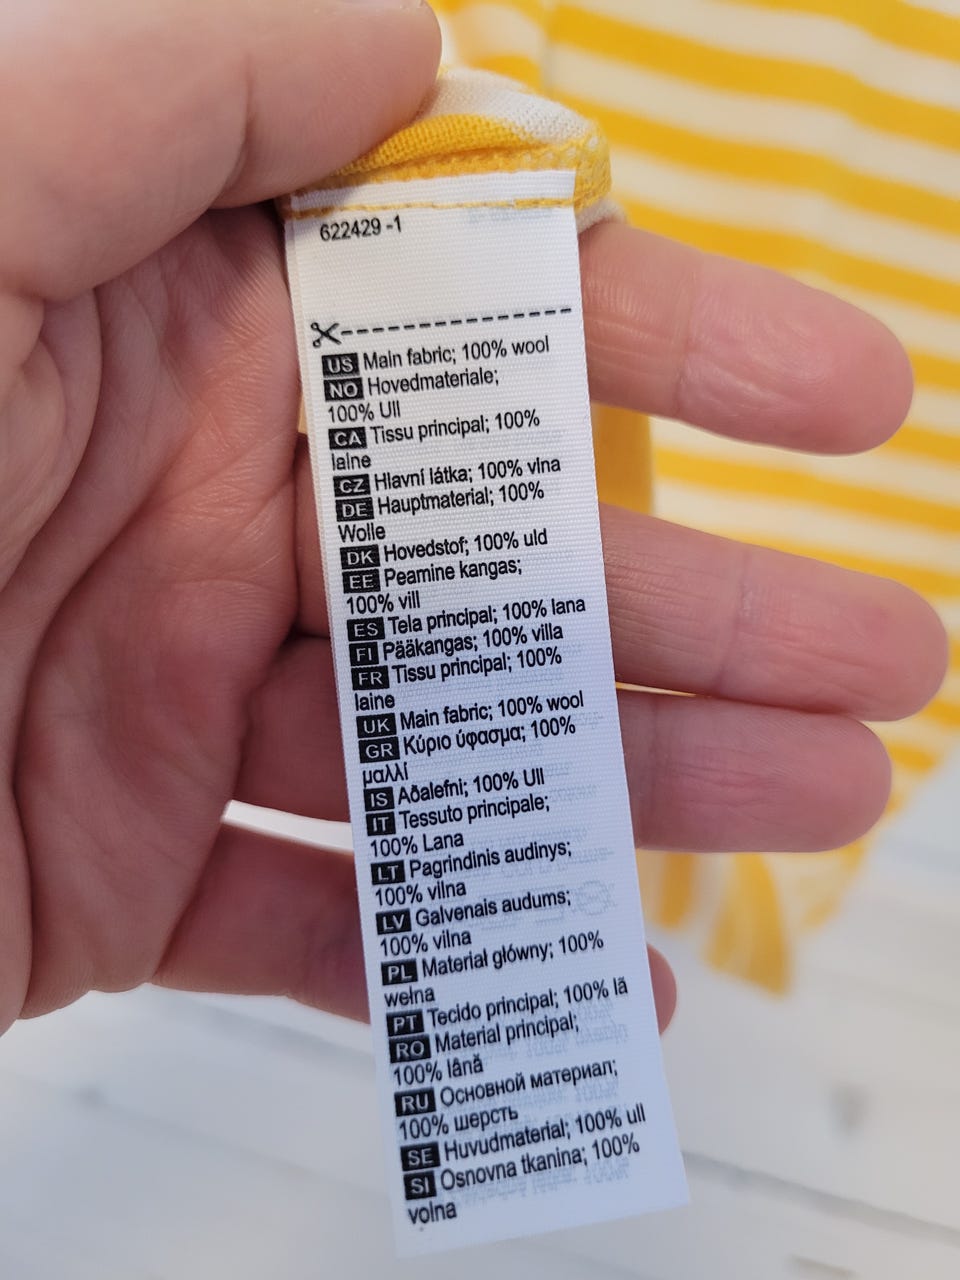 622429 -1
US Main fabric; 100% wool
NO Hovedmateriale;
100% Ull
CA Tissu principal; 100%
laine
CZ Hlavní látka; 100% vlna
DE Hauptmaterial; 100%
Wolle
DK Hovedstof; 100% uld
EE Peamine kangas;
100% vill
ES Tela principal; 100% lana
FI Pääkangas; 100% villa
FR Tissu principal; 100%
laine
UK Main fabric; 100% wool
GR Κύριο ύφασμα; 100%
μαλλί
IS Aðalefni; 100% Ull
IT Tessuto principale;
100% Lana
LT Pagrindinis audinys;
100% vilna
LV Galvenais audums;
100% vilna
PL Materiał główny; 100%
wełna
PT Tecido principal; 100% lã
RO Material principal;
100% lână
RU Основной материал;
100% шерсть
SE Huvudmaterial; 100% ull
SI Osnovna tkanina; 100%
volna